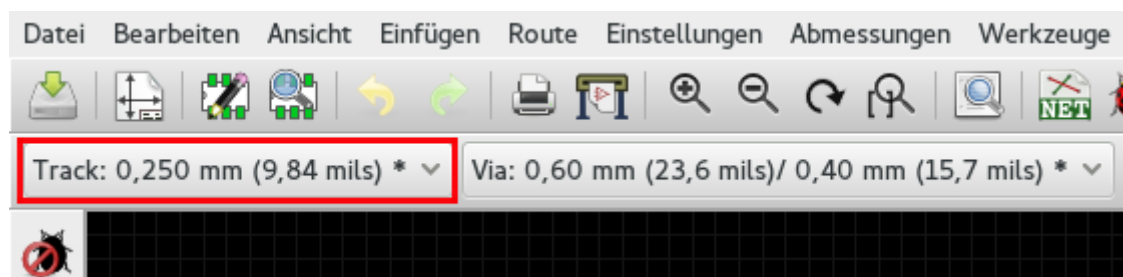 Datei Bearbeiten Ansicht Einfügen Route Einstellungen Abmessungen Werkzeuge
NET
Track: 0,250 mm (9,84 mils) * Via: 0,60 mm (23,6 mils)/ 0,40 mm (15,7 mils) *